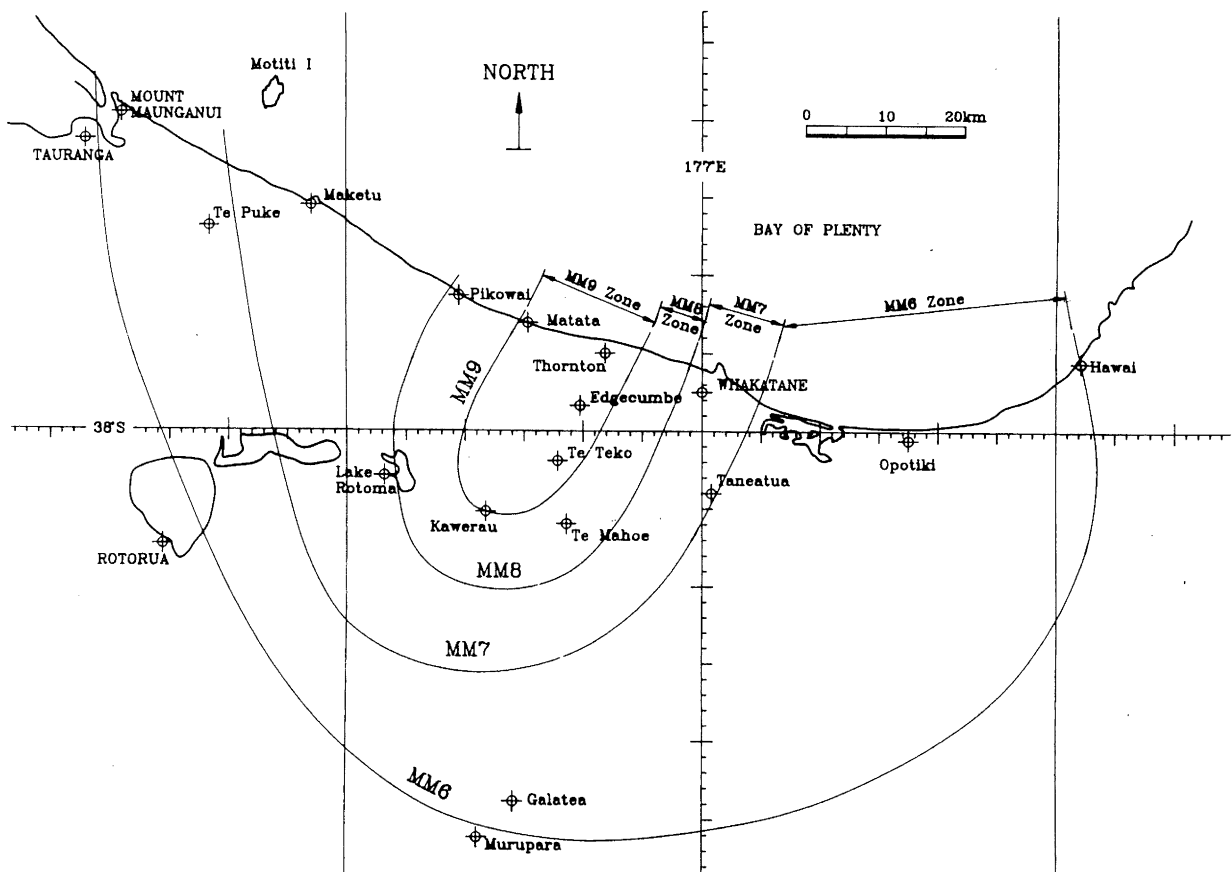 Motiti I
NORTH
MOUNT
MAUNGANUI
0 10 20km
TAURANGA
177°E
Maketu
Te Puke
BAY OF PLENTY
MM9 Zone
Pikowai
MM8
Zone
MM7
Zone
MM6 Zone
Matata
Thornton
Hawai
MM9
WHAKATANE
Edgecumbe
38°S
Te Teko
Opotiki
Lake
Rotoma
Taneatua
Kawerau
Te Mahoe
ROTORUA
MM8
MM7
MM6
Galatea
Murupara